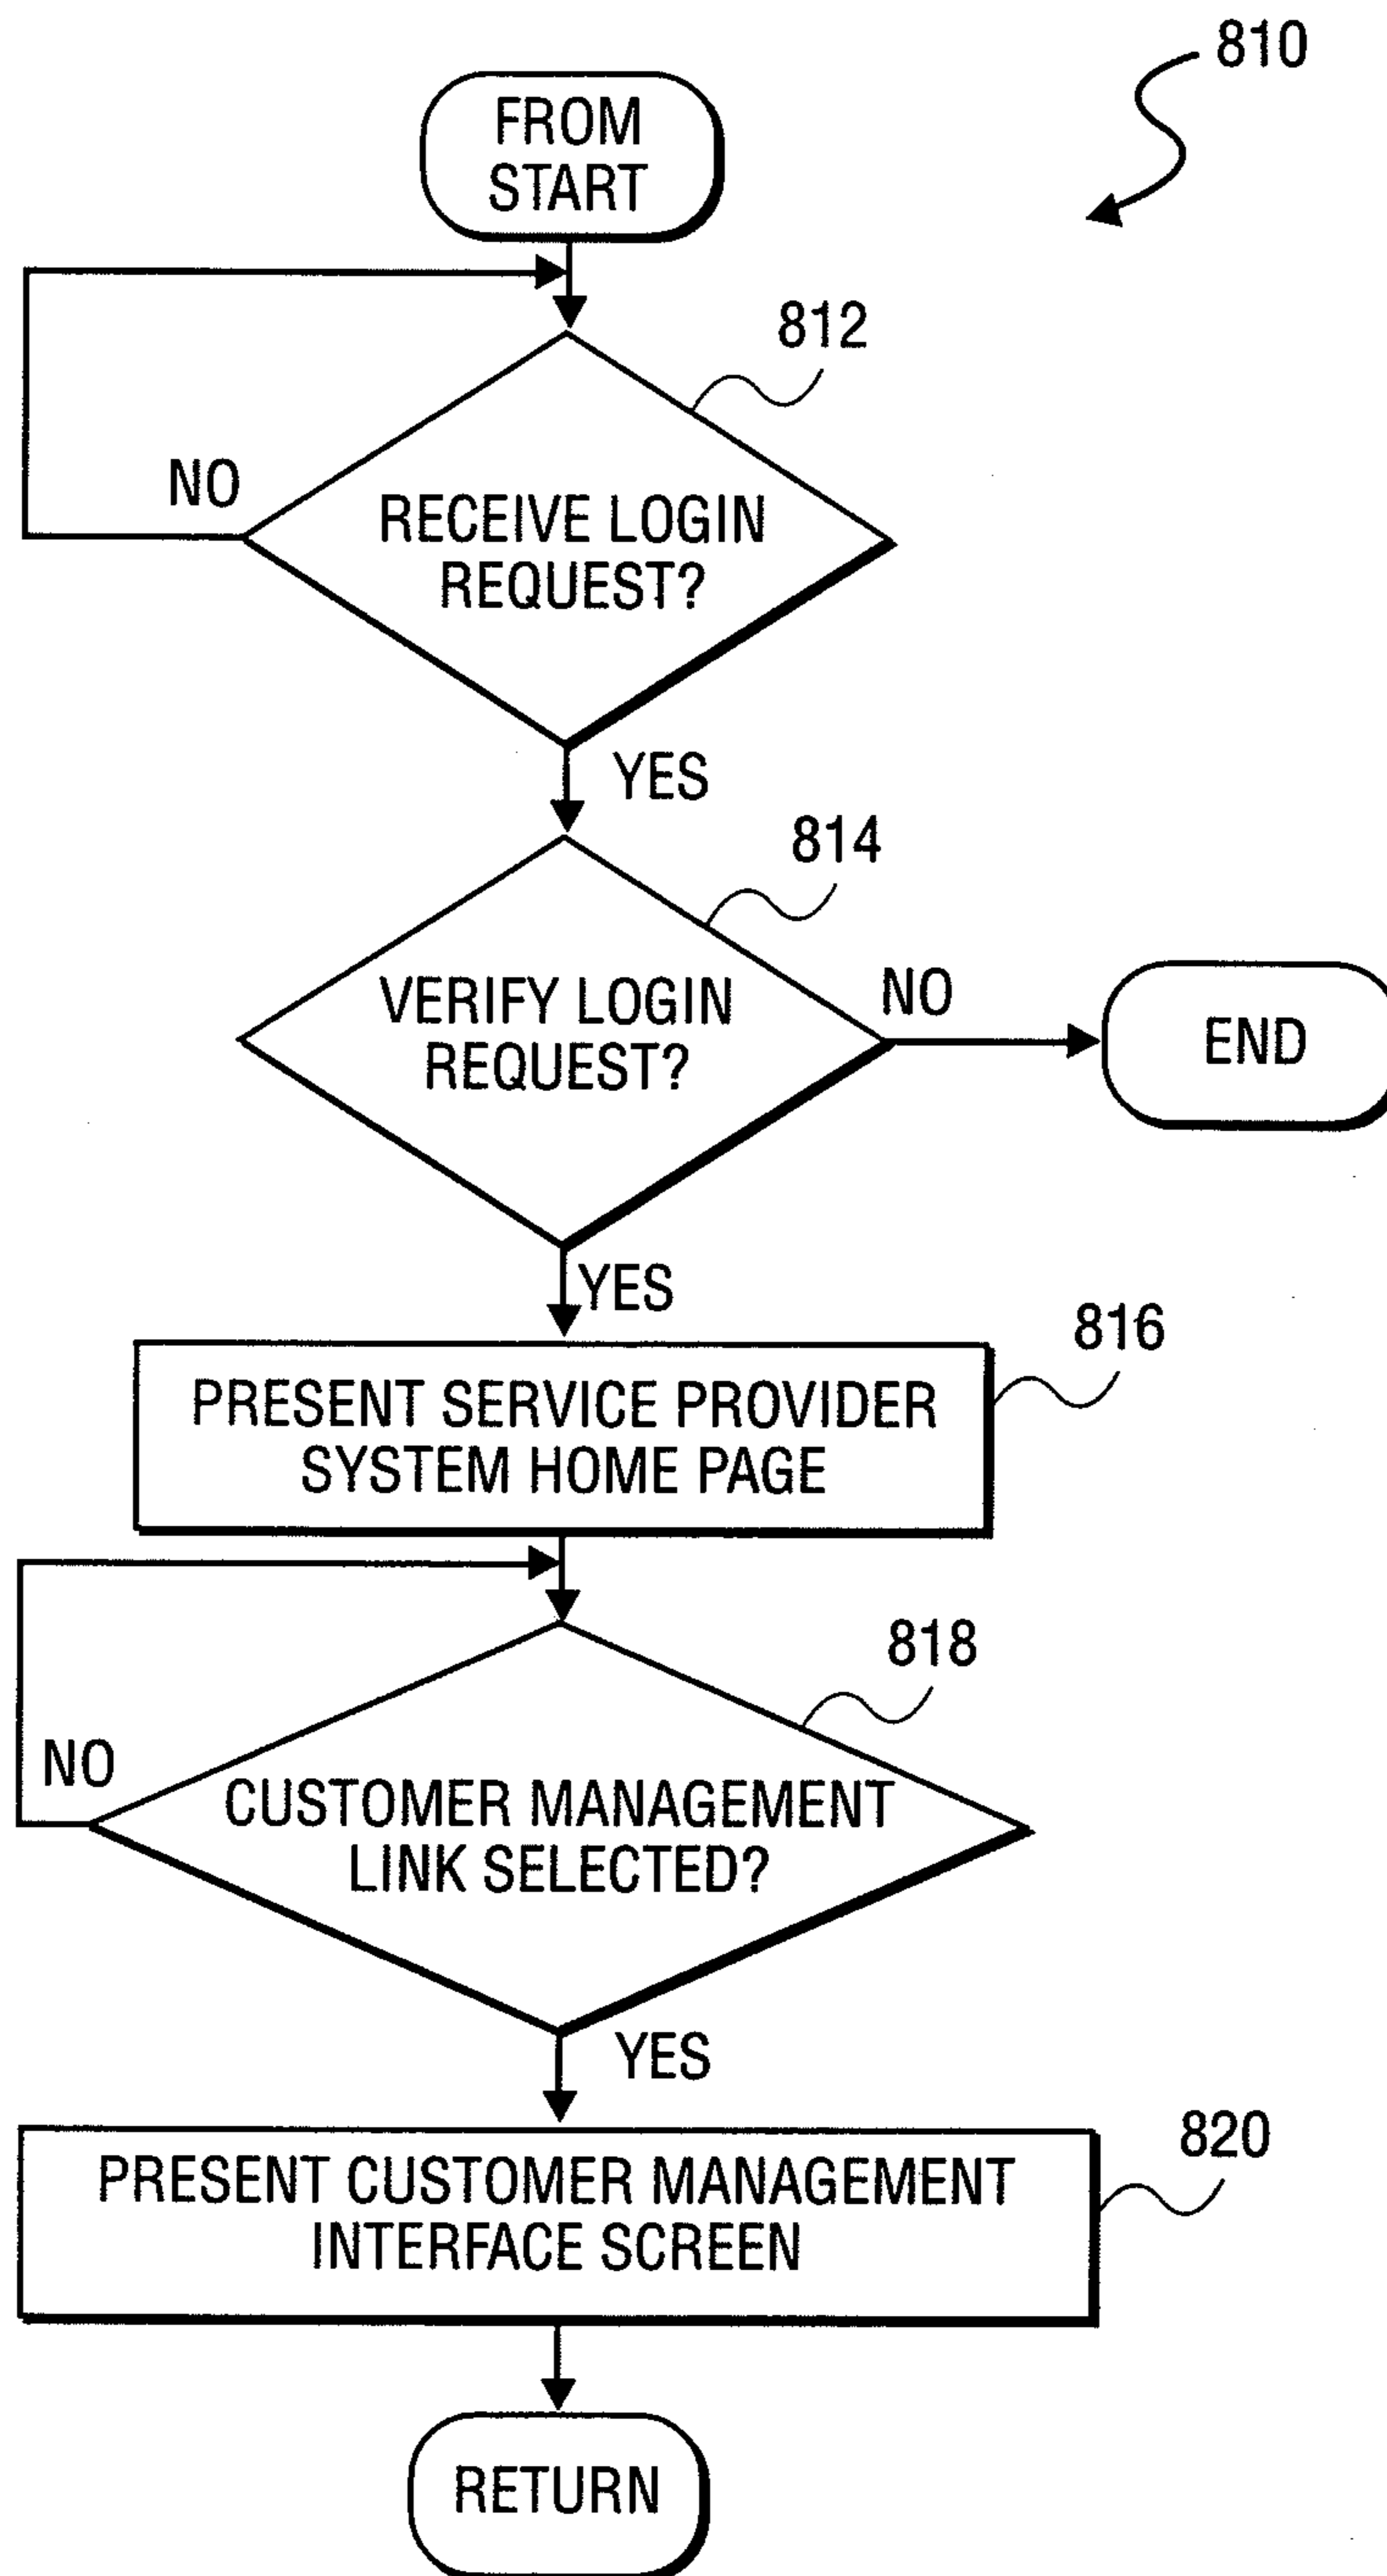 810
FROM
START
812
NO
RECEIVE LOGIN
REQUEST?
YES
814
VERIFY LOGIN
REQUEST?
NO
END
YES
816
PRESENT SERVICE PROVIDER
SYSTEM HOME PAGE
818
NO
CUSTOMER MANAGEMENT
LINK SELECTED?
YES
820
PRESENT CUSTOMER MANAGEMENT
INTERFACE SCREEN
RETURN